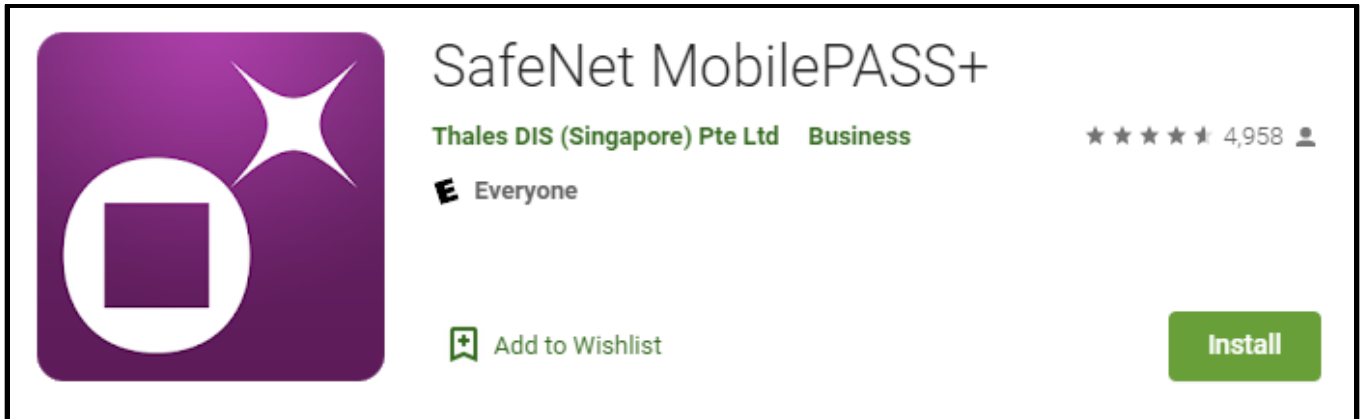 SafeNet MobilePASS+
Thales DIS (Singapore) Pte Ltd Business 4,958
E Everyone
Add to Wishlist
Install